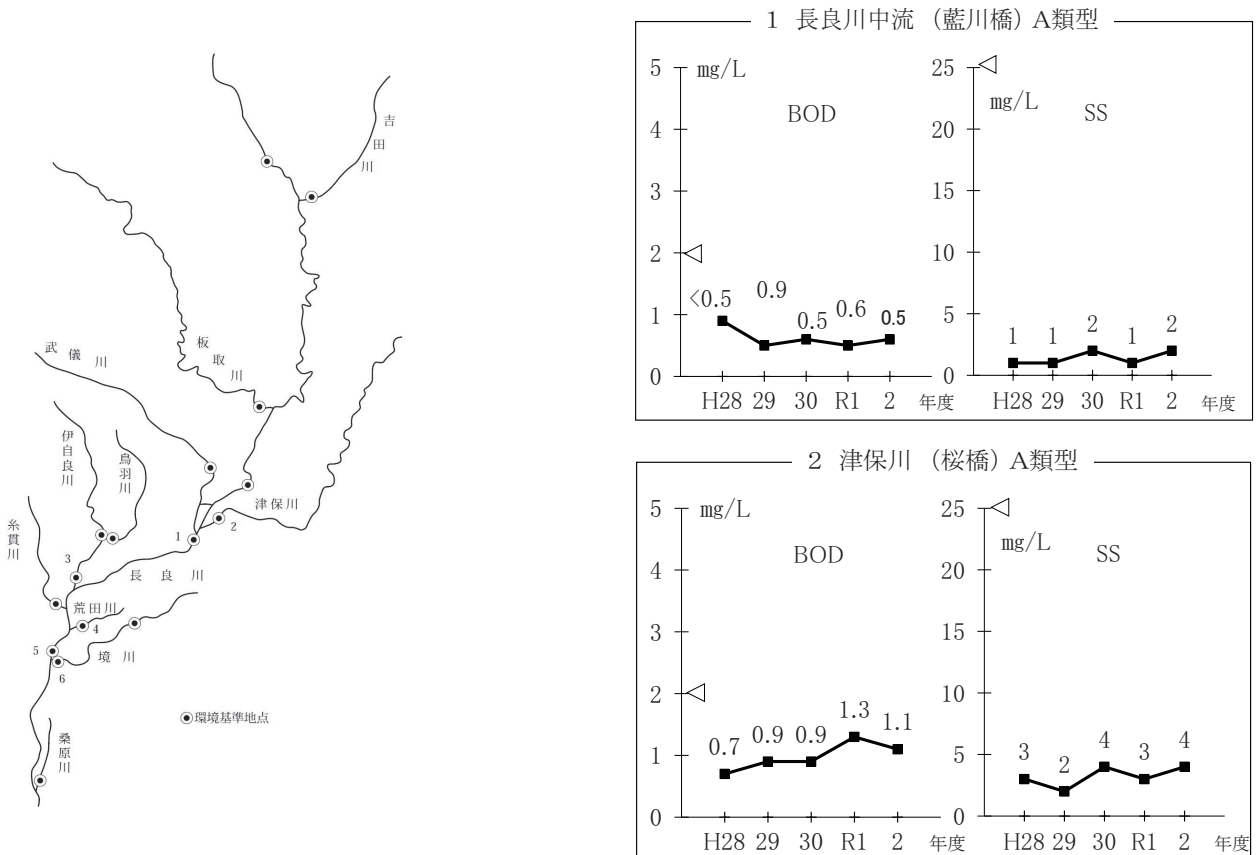 吉田川
板取川
武儀川
伊自良川
鳥羽川
津保川
糸貫川
長良川
荒田川
境川
桑原川
1
2
3
4
5
6
環境基準地点
1 長良川中流 (藍川橋) A類型
mg/L
BOD
5
4
3
2
1
0
<0.5
0.9
0.5
0.6
0.5
H28 29 30 R1 2 年度
mg/L
SS
25
20
15
10
5
0
1
1
2
1
2
H28 29 30 R1 2 年度
2 津保川 (桜橋) A類型
mg/L
BOD
5
4
3
2
1
0
0.7
0.9
0.9
1.3
1.1
H28 29 30 R1 2 年度
mg/L
SS
25
20
15
10
5
0
3
2
4
3
4
H28 29 30 R1 2 年度